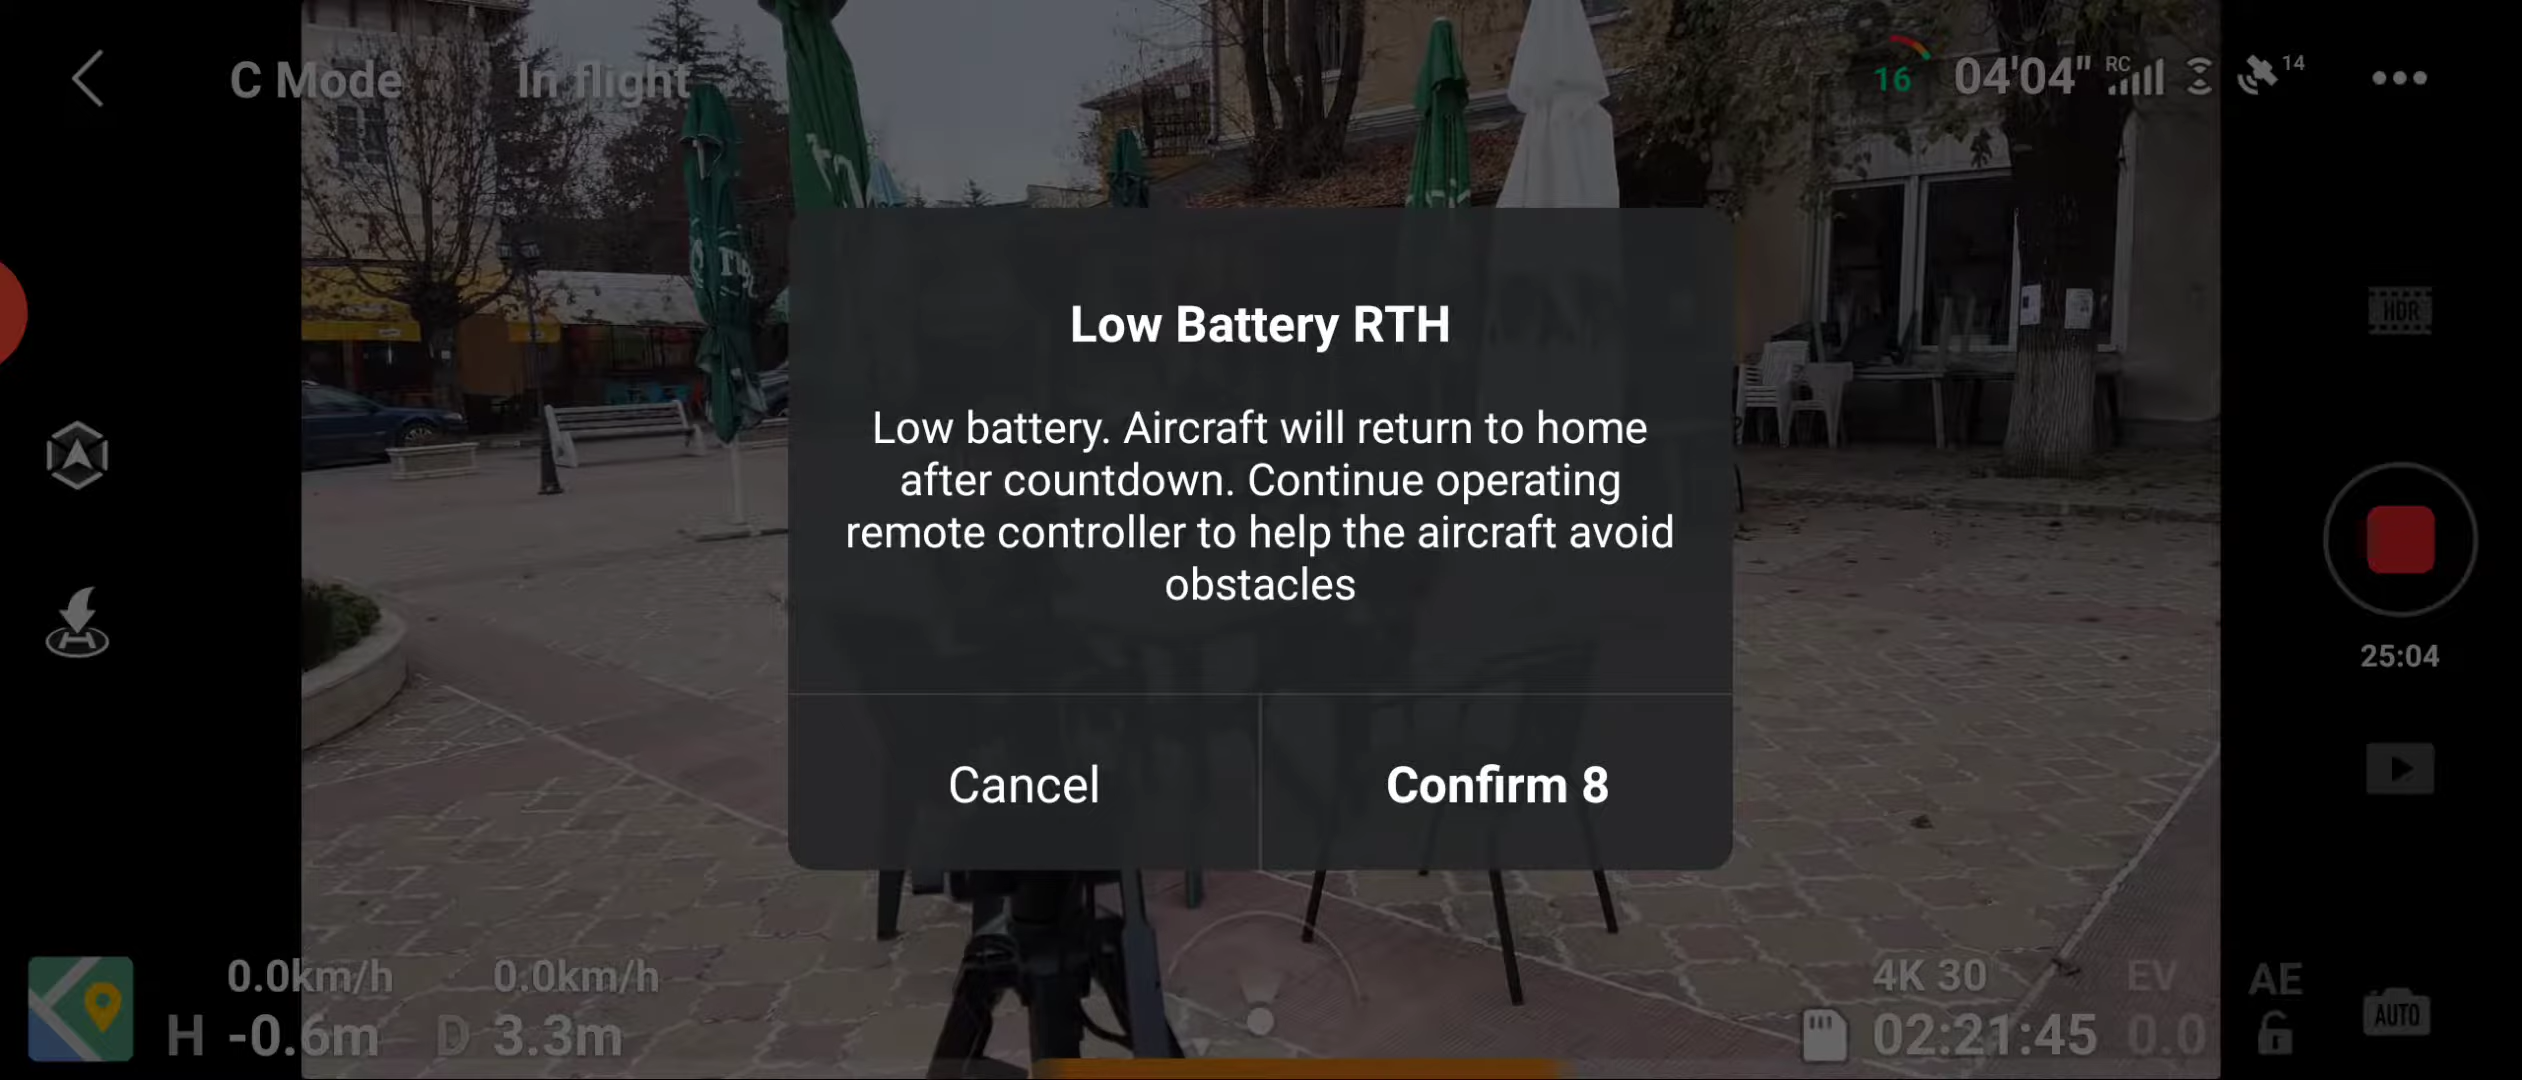 C Mode In flight 16 04'04" RC 14
HDR
Low Battery RTH
Low battery. Aircraft will return to home
after countdown. Continue operating
remote controller to help the aircraft avoid
obstacles
25:04
Cancel Confirm 8
0.0km/h 0.0km/h 4K 30 EV AE
H -0.6m D 3.3m 02:21:45 0.0 AUTO